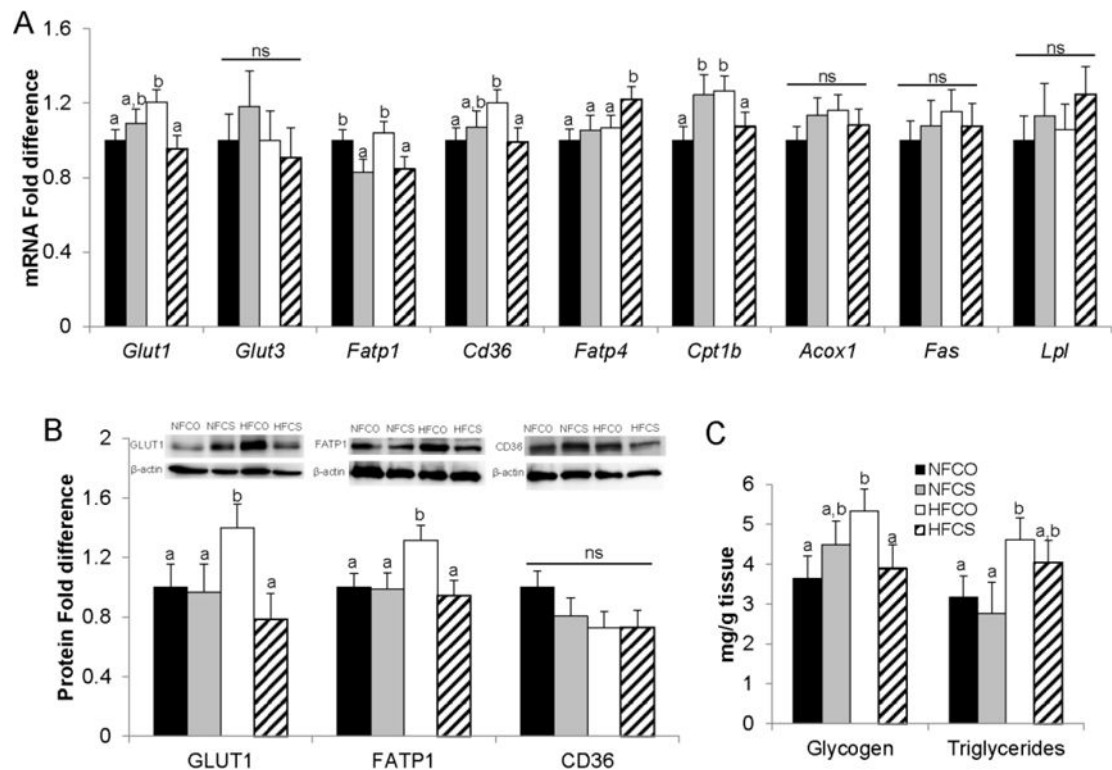 A
mRNA Fold difference
1.6
1.2
0.8
0.4
0
a a,b b a
ns
b a b a
a a,b b a
a a a b
a b b a
ns
ns
ns
Glut1 Glut3 Fatp1 Cd36 Fatp4 Cpt1b Acox1 Fas Lpl
B
Protein Fold difference
2
1.6
1.2
0.8
0.4
0
NFCO NFCS HFCO HFCS
GLUT1
β-actin
NFCO NFCS HFCO HFCS
FATP1
β-actin
NFCO NFCS HFCO HFCS
CD36
β-actin
a a b a
a a b a
ns
GLUT1 FATP1 CD36
C
mg/g tissue
6
5
4
3
2
1
0
NFCO
NFCS
HFCO
HFCS
a a,b b a
a a b a,b
Glycogen Triglycerides